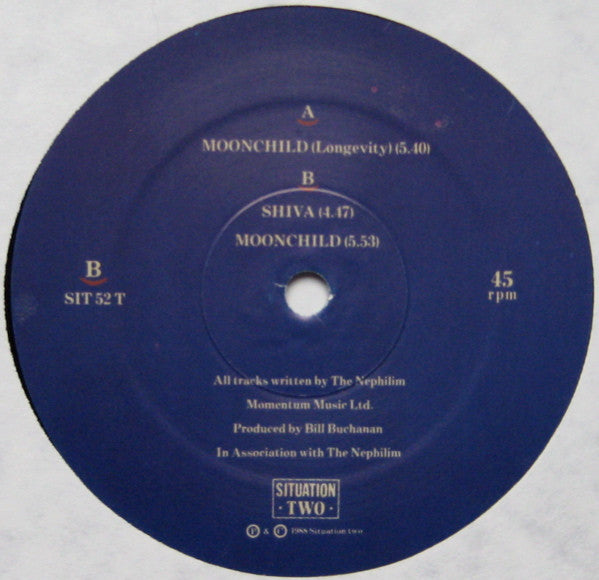 A
MOONCHILD (Longevity) (5.40)
B
SHIVA (4.47)
MOONCHILD (5.53)
B
SIT 52 T
45
rpm
All tracks written by The Nephilim
Momentum Music Ltd.
Produced by Bill Buchanan
In Association with The Nephilim
SITUATION
· TWO ·
Ⓟ & © 1988 Situation two